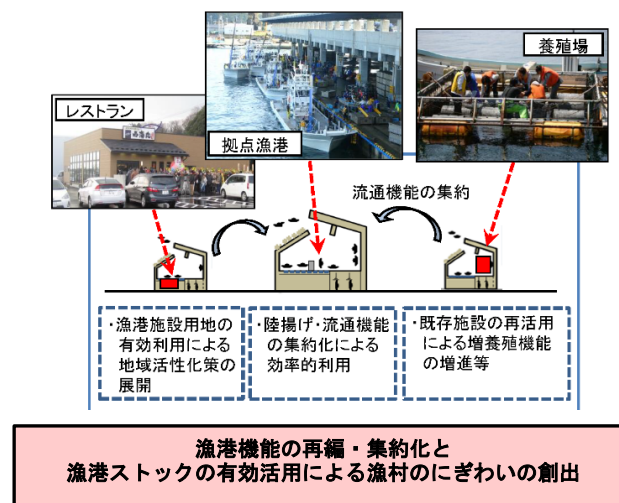 レストラン
拠点漁港
養殖場
流通機能の集約
・漁港施設用地の
有効利用による
地域活性化策の
展開
・陸揚げ・流通機能
の集約化による
効率的利用
・既存施設の再活用
による増養殖機能
の増進等
漁港機能の再編・集約化と
漁港ストックの有効活用による漁村のにぎわいの創出